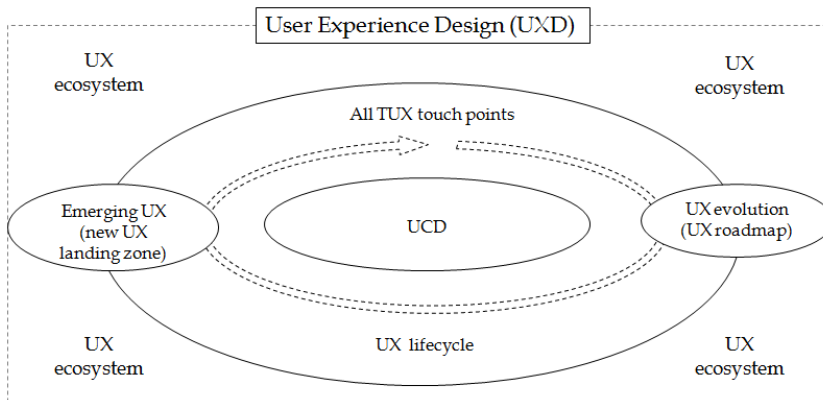 User Experience Design (UXD)
UX
ecosystem
UX
ecosystem
All TUX touch points
Emerging UX
(new UX
landing zone)
UCD
UX evolution
(UX roadmap)
UX
ecosystem
UX lifecycle
UX
ecosystem